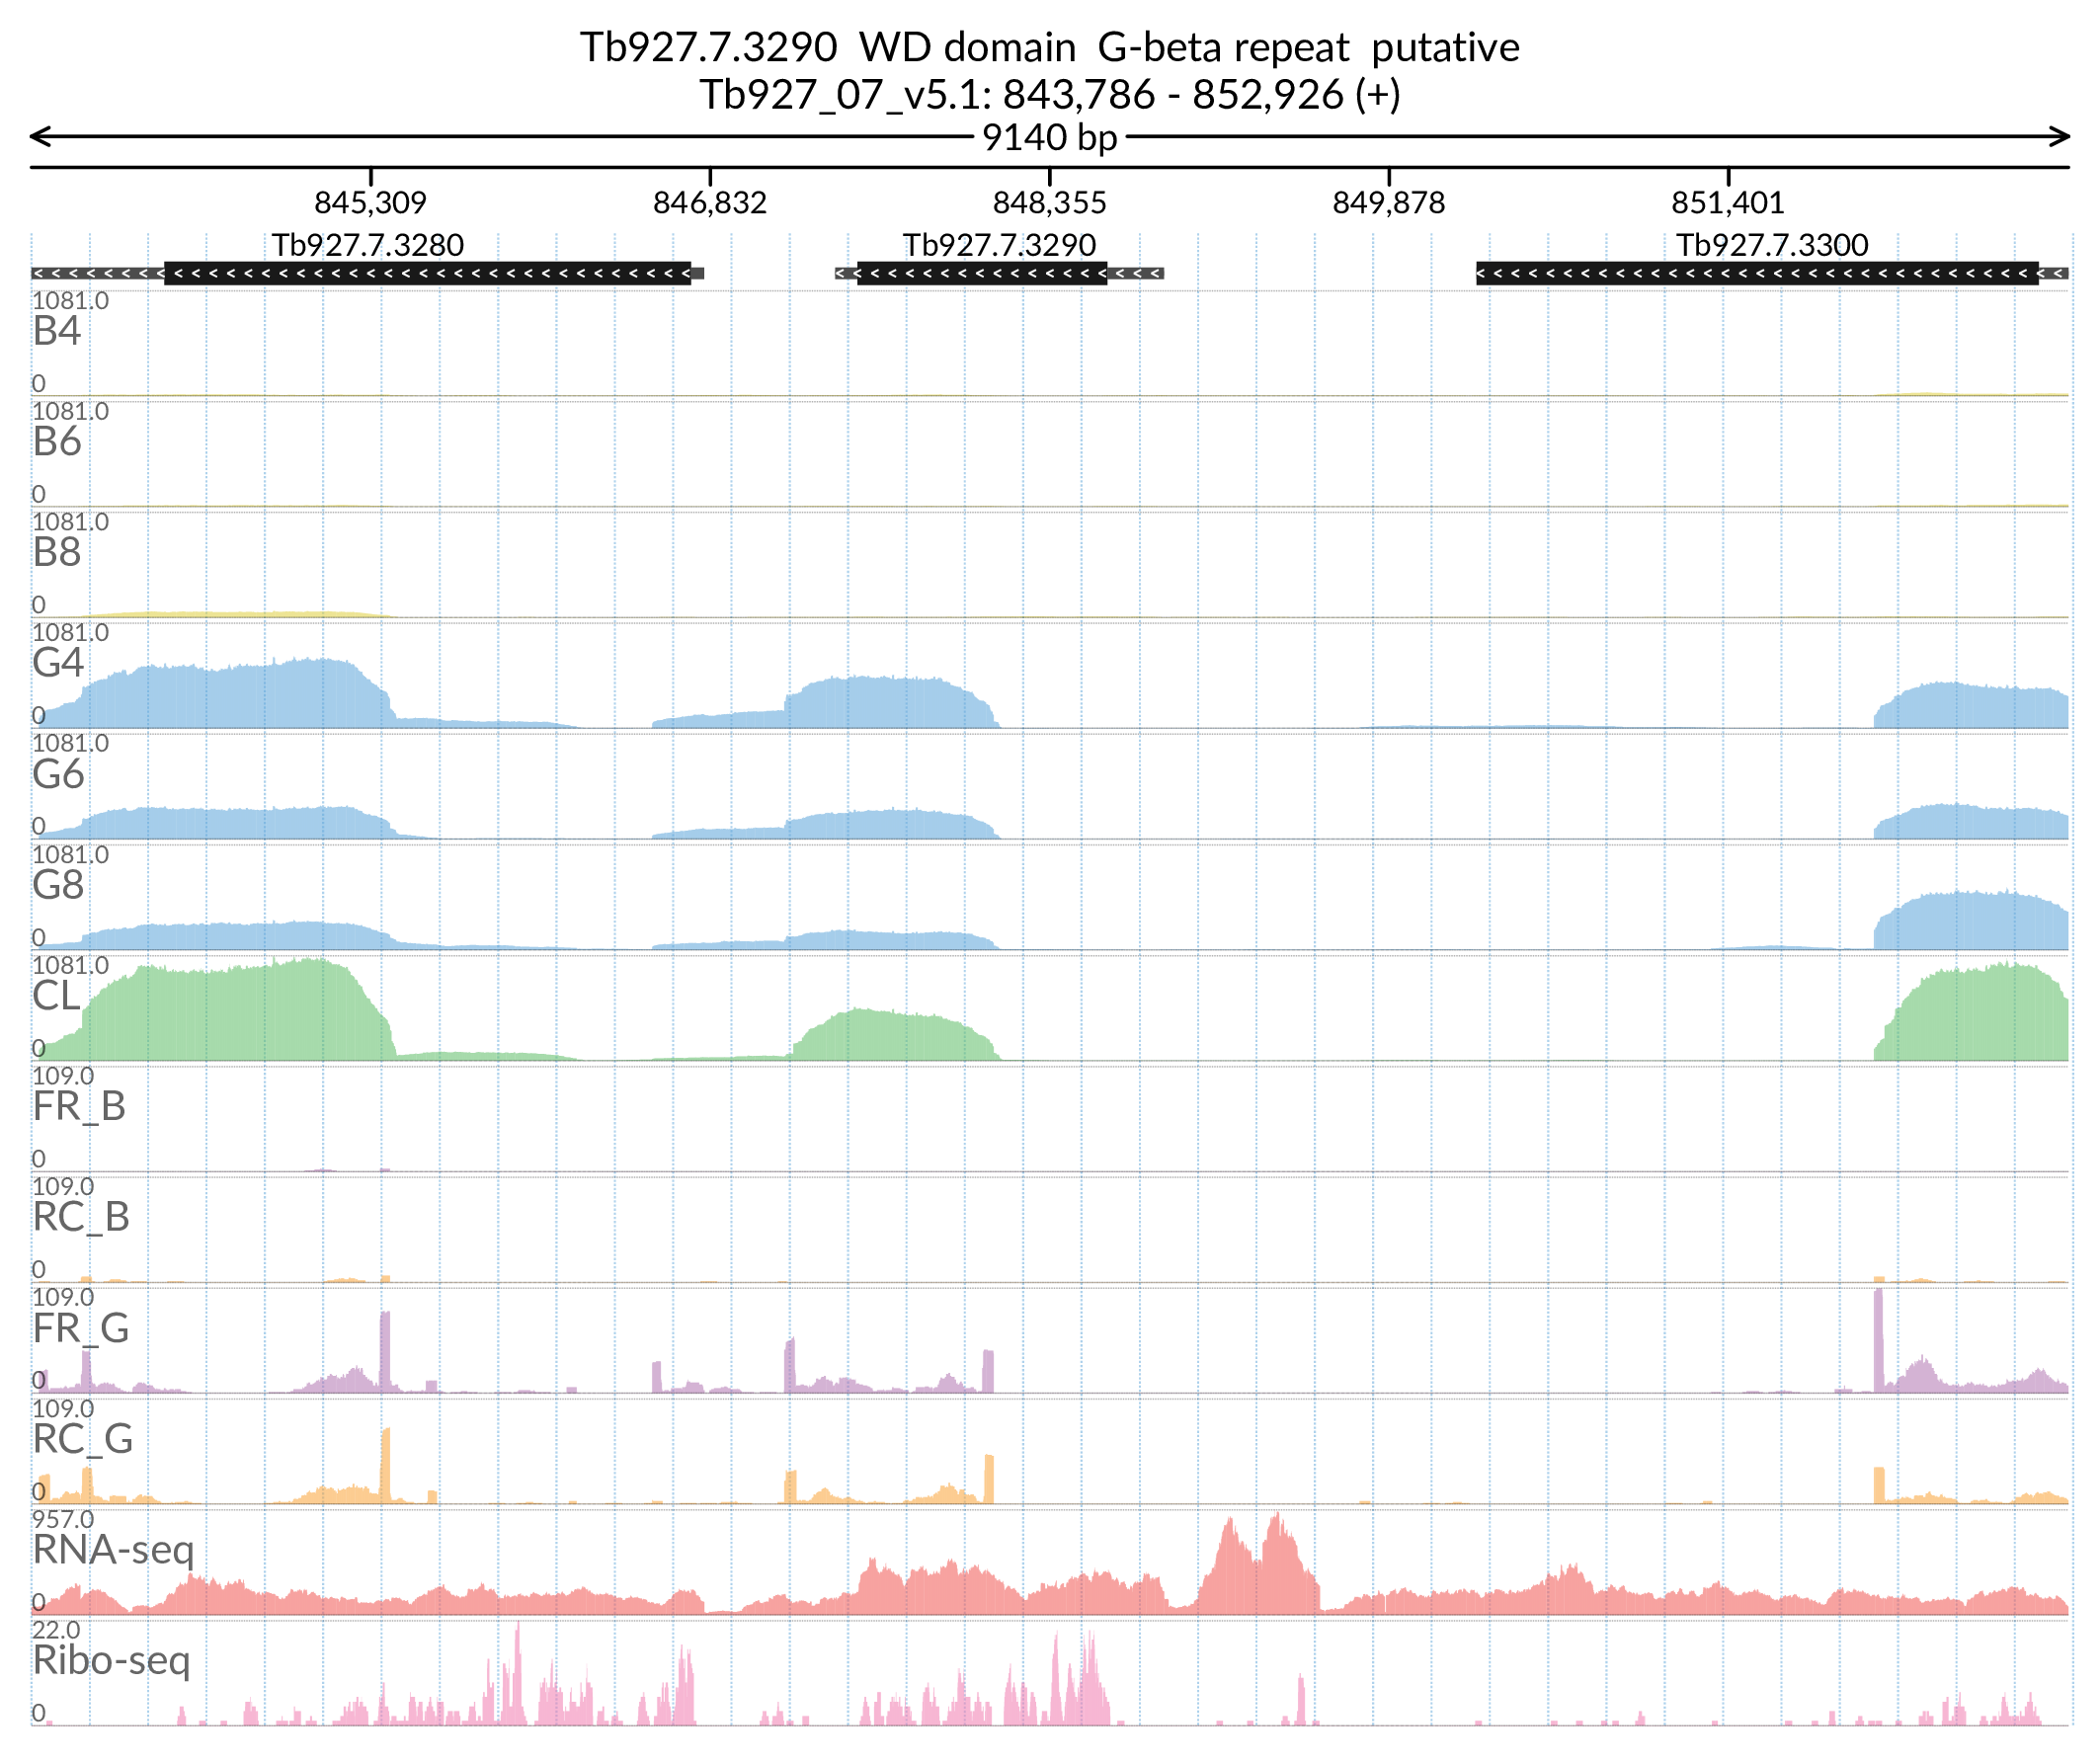 Tb927.7.3290  WD domain  G-beta repeat  putative
Tb927_07_v5.1: 843,786 - 852,926 (+)
9140 bp
845,309 846,832 848,355 849,878 851,401
Tb927.7.3280 Tb927.7.3290 Tb927.7.3300
1081.0
B4
0
1081.0
B6
0
1081.0
B8
0
1081.0
G4
0
1081.0
G6
0
1081.0
G8
0
1081.0
CL
0
109.0
FR_B
0
109.0
RC_B
0
109.0
FR_G
0
109.0
RC_G
0
957.0
RNA-seq
0
22.0
Ribo-seq
0